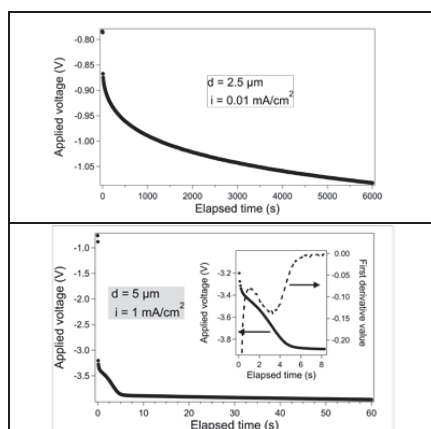 -0.80
-0.85
-0.90
-0.95
-1.00
-1.05
Applied voltage (V)
d = 2.5 µm
i = 0.01 mA/cm²
0
1000
2000
3000
4000
5000
6000
Elapsed time (s)
-1.0
-1.5
-2.0
-2.5
-3.0
-3.5
Applied voltage (V)
d = 5 µm
i = 1 mA/cm²
-3.2
-3.4
-3.6
-3.8
Applied voltage (V)
0.00
-0.05
-0.10
-0.15
-0.20
First derivative value
0 2 4 6 8
Elapsed time (s)
0 10 20 30 40 50 60
Elapsed time (s)